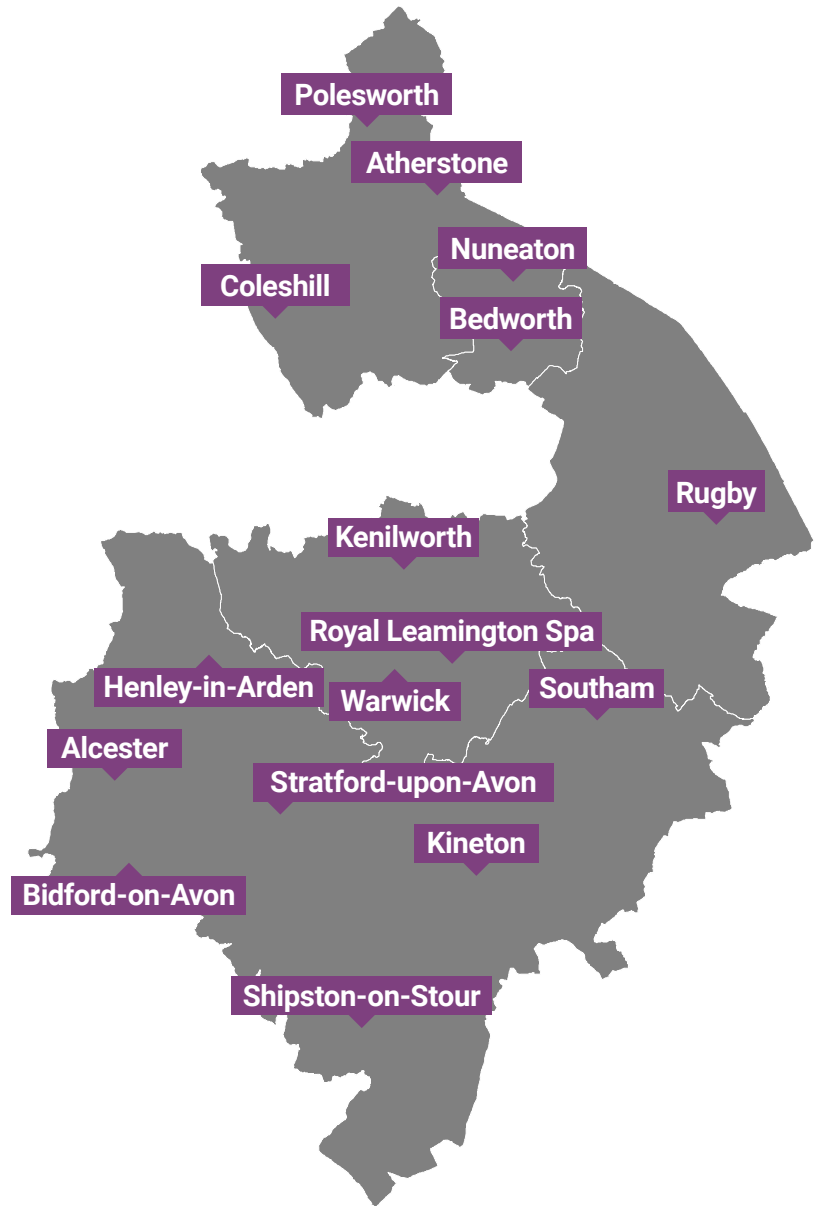 Polesworth
Atherstone
Nuneaton
Coleshill
Bedworth
Rugby
Kenilworth
Royal Leamington Spa
Henley-in-Arden
Warwick
Southam
Alcester
Stratford-upon-Avon
Kineton
Bidford-on-Avon
Shipston-on-Stour